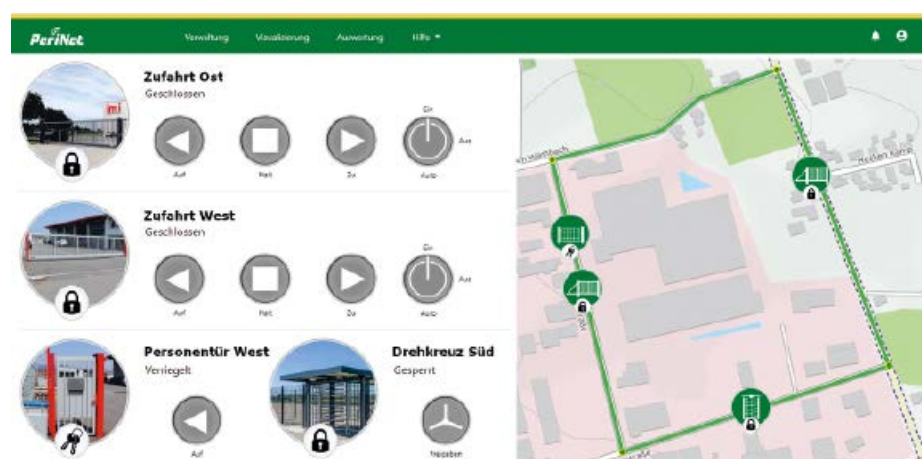 PeriNet Verwaltung Visualisierung Auswertung Hilfe
Zufahrt Ost
Geschlossen
Ein
Aus
Auf Halt Zu Auto
Zufahrt West
Geschlossen
Ein
Aus
Auf Halt Zu Auto
Personentür West
Verriegelt
Auf
Drehkreuz Süd
Gesperrt
Freigeben